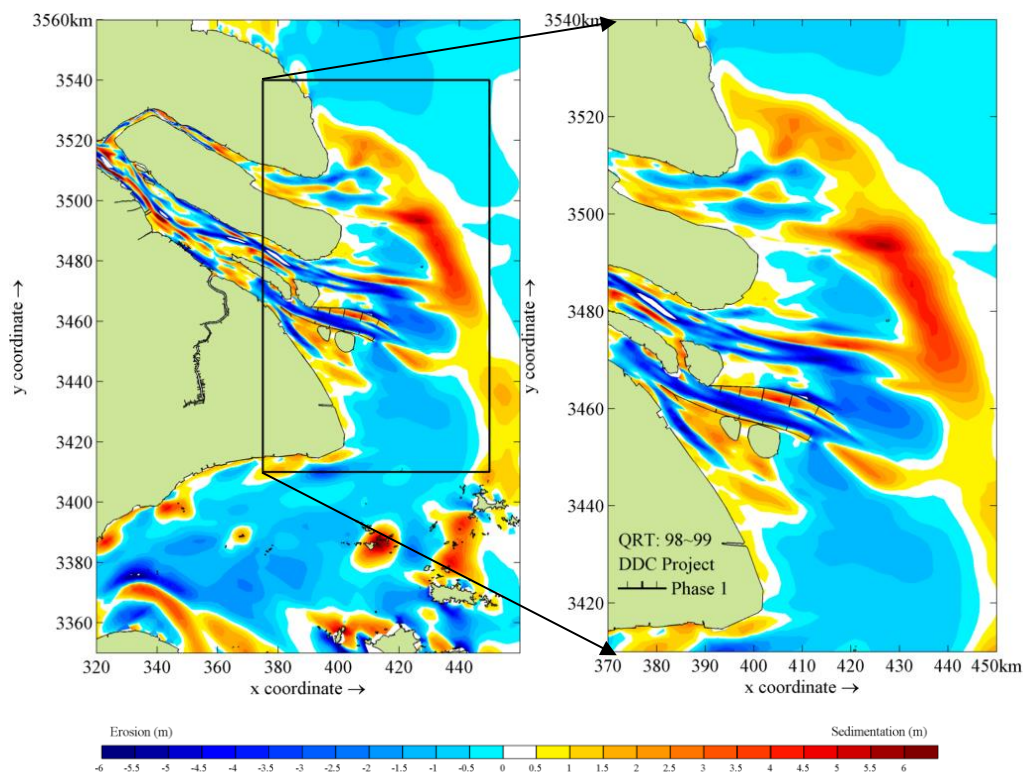 3560km
3540
3520
3500
3480
3460
3440
3420
3400
3380
3360
320
340
360
380
400
420
440
x coordinate →
y coordinate →
3540km
3520
3500
3480
3460
3440
3420
370
380
390
400
410
420
430
440
450km
x coordinate →
y coordinate →
QRT: 98~99
DDC Project
Phase 1
Erosion (m)
Sedimentation (m)
-6 -5.5 -5 -4.5 -4 -3.5 -3 -2.5 -2 -1.5 -1 -0.5 0 0.5 1 1.5 2 2.5 3 3.5 4 4.5 5 5.5 6